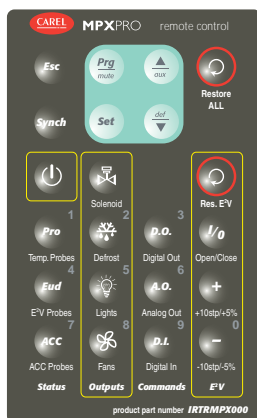 CAREL MPXPRO remote control
Esc Prg mute aux
Restore ALL
Synch Set def
Solenoid Res. E²V
1 2 3
Pro D.O. I/0
Temp. Probes Defrost Digital Out Open/Close
4 5 6
Eud A.O. +
E²V Probes Lights Analog Out +10stp/+5%
7 8 9 0
ACC D.I. -
ACC Probes Fans Digital In -10stp/-5%
Status Outputs Commands E²V
product part number IRTRMPX000